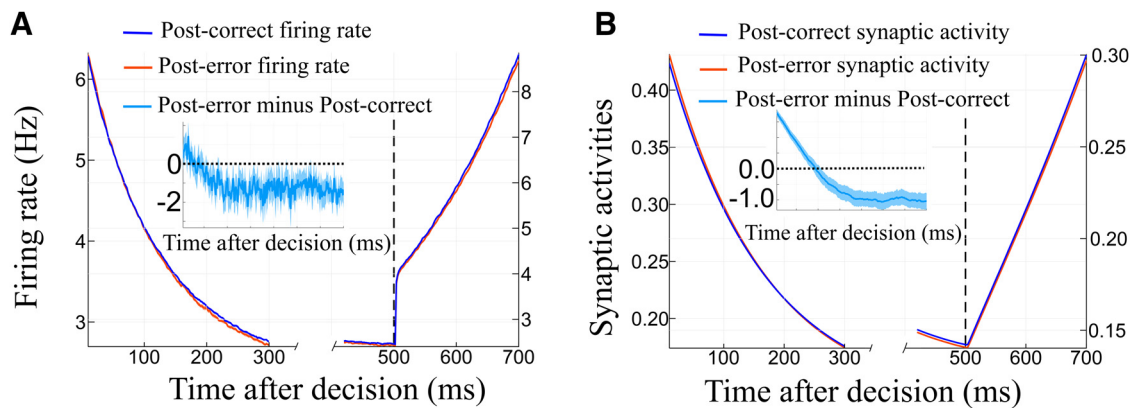 A
Post-correct firing rate
Post-error firing rate
Post-error minus Post-correct
Firing rate (Hz)
6
5
4
3
0
-2
Time after decision (ms)
8
7
6
5
4
3
100
200
300
500
600
700
Time after decision (ms)
B
Post-correct synaptic activity
Post-error synaptic activity
Post-error minus Post-correct
Synaptic activities
0.40
0.35
0.30
0.25
0.20
0.0
-1.0
Time after decision (ms)
0.30
0.25
0.20
0.15
100
200
300
500
600
700
Time after decision (ms)